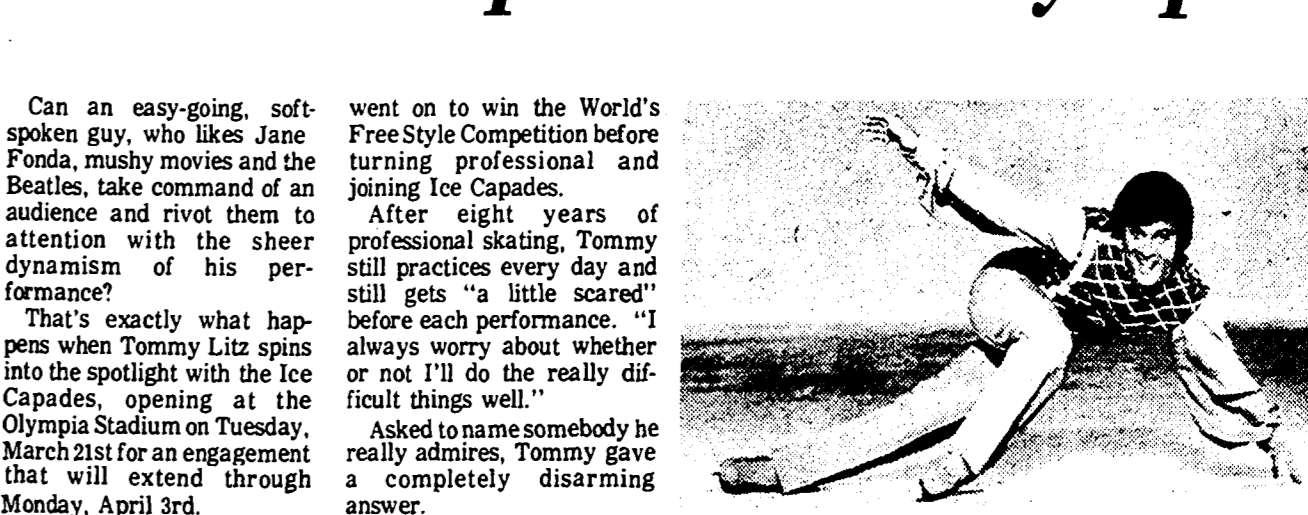 Can an easy-going, soft-
spoken guy, who likes Jane
Fonda, mushy movies and the
Beatles, take command of an
audience and rivot them to
attention with the sheer
dynamism of his per-
formance?
That's exactly what hap-
pens when Tommy Litz spins
into the spotlight with the Ice
Capades, opening at the
Olympia Stadium on Tuesday,
March 21st for an engagement
that will extend through
Monday, April 3rd.
went on to win the World's
Free Style Competition before
turning professional and
joining Ice Capades.
After eight years of
professional skating, Tommy
still practices every day and
still gets "a little scared"
before each performance. "I
always worry about whether
or not I'll do the really dif-
ficult things well."
Asked to name somebody he
really admires, Tommy gave
a completely disarming
answer.